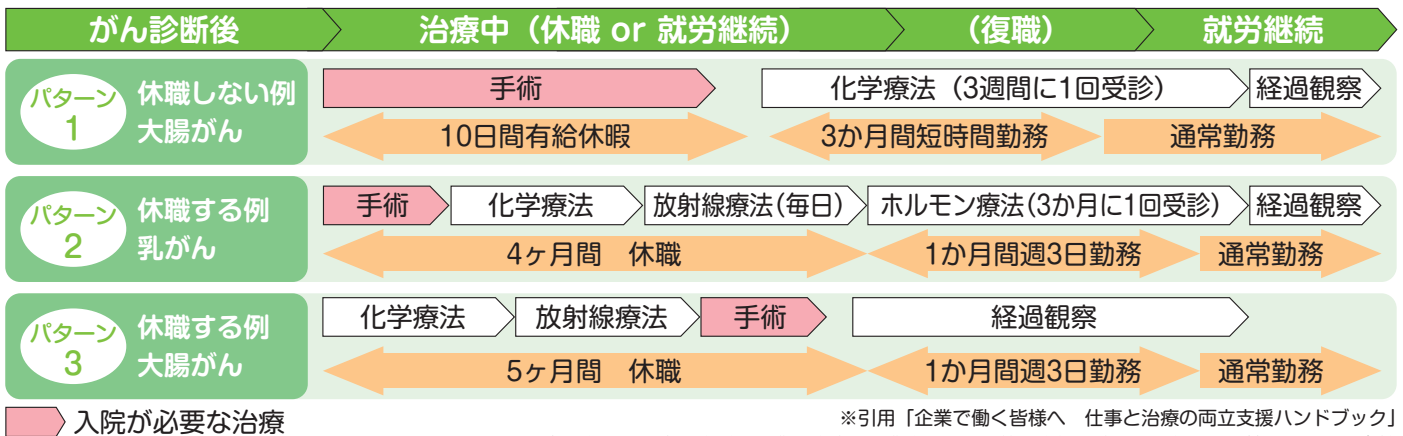 がん診断後
治療中（休職 or 就労継続）
（復職）
就労継続
パターン
1
休職しない例
大腸がん
手術
化学療法（3週間に1回受診）
経過観察
10日間有給休暇
3か月間短時間勤務
通常勤務
パターン
2
休職する例
乳がん
手術
化学療法
放射線療法(毎日)
ホルモン療法(3か月に1回受診)
経過観察
4ヶ月間　休職
1か月間週3日勤務
通常勤務
パターン
3
休職する例
大腸がん
化学療法
放射線療法
手術
経過観察
5ヶ月間　休職
1か月間週3日勤務
通常勤務
入院が必要な治療
※引用「企業で働く皆様へ　仕事と治療の両立支援ハンドブック」